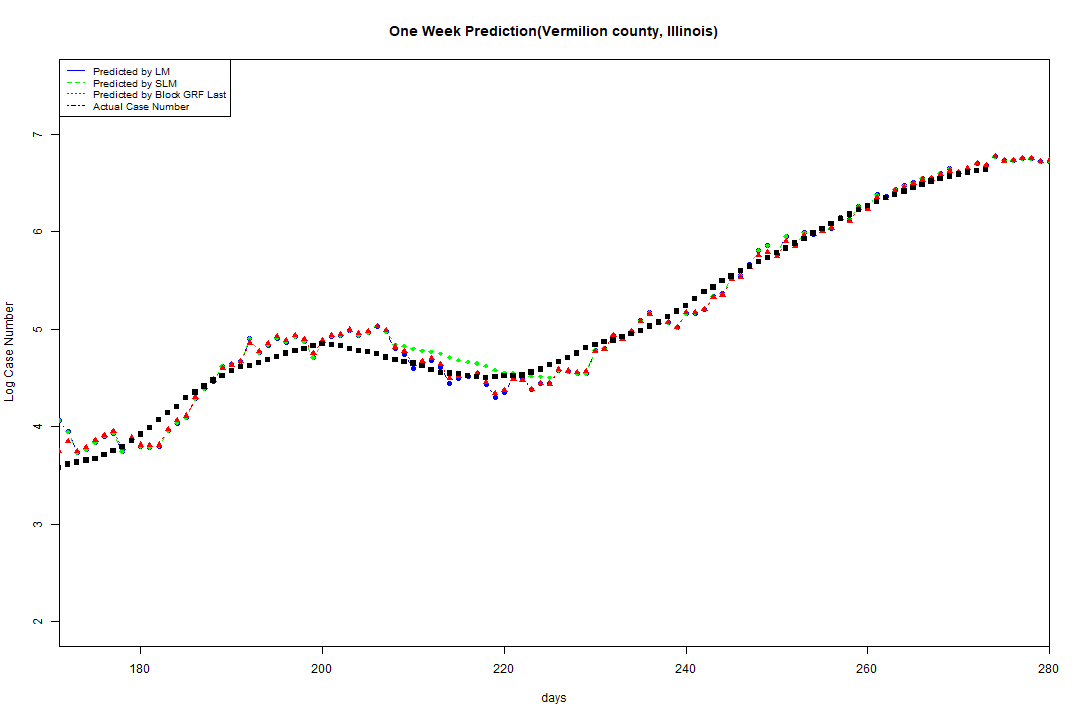 One Week Prediction(Vermilion county, Illinois)
Predicted by LM
Predicted by SLM
Predicted by Block GRF Last
Actual Case Number
7
6
5
4
3
2
Log Case Number
180 200 220 240 260 280
days